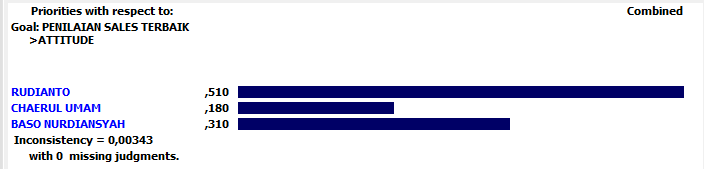 Priorities with respect to: Combined
Goal: PENILAIAN SALES TERBAIK
>ATTITUDE
RUDIANTO ,510
CHAERUL UMAM ,180
BASO NURDIANSYAH ,310
Inconsistency = 0,00343
with 0 missing judgments.